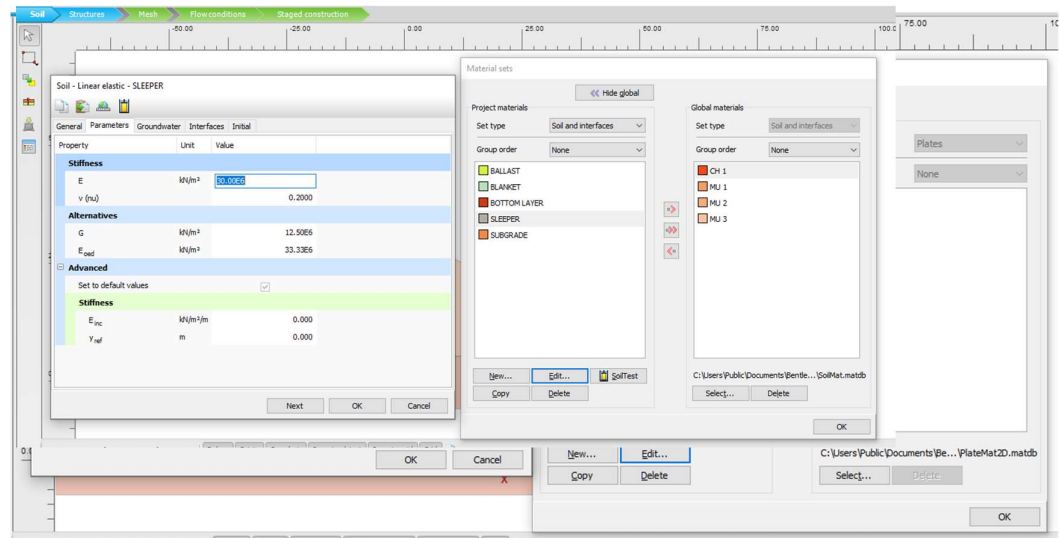 Soil Structures Mesh Flow conditions Staged construction
-50.00 -25.00 0.00 25.00 50.00 75.00 100.0 75.00
Soil - Linear elastic - SLEEPER
General Parameters Groundwater Interfaces Initial
Property Unit Value
Stiffness
E kN/m² 30.00E6
ν (nu) 0.2000
Alternatives
G kN/m² 12.50E6
E oed kN/m² 33.33E6
Advanced
Set to default values
Stiffness
E inc kN/m²/m 0.000
y ref m 0.000
Next OK Cancel
Material sets
<< Hide global
Project materials
Set type Soil and interfaces
Group order None
BALLAST
BLANKET
BOTTOM LAYER
SLEEPER
SUBGRADE
New... Edit... SoilTest
Copy Delete
Global materials
Set type Soil and interfaces
Group order None
CH 1
MU 1
MU 2
MU 3
C:\Users\Public\Documents\Bentle...\SoilMat.matdb
Select... Delete
OK
Plates
None
OK Cancel
X
New... Edit...
Copy Delete
C:\Users\Public\Documents\Be...\PlateMat2D.matdb
Select... Delete
OK